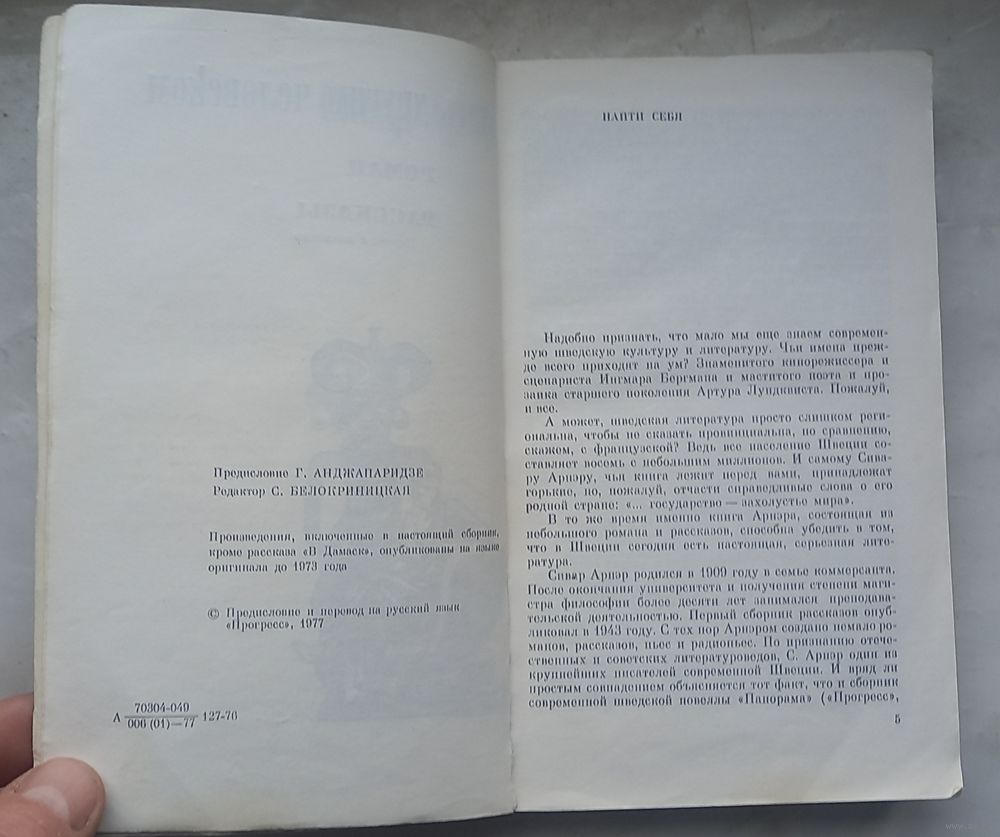 Предисловие Г. АНДЖАПАРИДЗЕ
Редактор С. БЕЛОКРИНИЦКАЯ
Произведения, включенные в настоящий сборник,
кроме рассказа «В Дамаск», опубликованы на языке
оригинала до 1973 года
© Предисловие и перевод на русский язык
«Прогресс», 1977
70304-049
А 127-76
006 (01)—77
НАЙТИ СЕБЯ
Надобно признать, что мало мы еще знаем современ-
ную шведскую культуру и литературу. Чьи имена преж-
де всего приходят на ум? Знаменитого кинорежиссера и
сценариста Ингмара Бергмана и маститого поэта и про-
заика старшего поколения Артура Лундквиста. Пожалуй,
и все.
А может, шведская литература просто слишком реги-
ональна, чтобы не сказать провинциальна, по сравнению,
скажем, с французской? Ведь все население Швеции со-
ставляет восемь с небольшим миллионов. И самому Сива-
ру Арнэру, чья книга лежит перед вами, принадлежат
горькие, но, пожалуй, отчасти справедливые слова о его
родной стране: «... государство — захолустье мира».
В то же время именно книга Арнэра, состоящая из
небольшого романа и рассказов, способна убедить в том,
что в Швеции сегодня есть настоящая, серьезная лите-
ратура.
Сивар Арнэр родился в 1909 году в семье коммерсанта.
После окончания университета и получения степени маги-
стра философии более десяти лет занимался преподава-
тельской деятельностью. Первый сборник рассказов опуб-
ликовал в 1943 году. С тех пор Арнэром создано немало ро-
манов, рассказов, пьес и радиопьес. По признанию отече-
ственных и советских литературоведов, С. Арнэр один из
крупнейших писателей современной Швеции. И вряд ли
простым совпадением объясняется тот факт, что и сборник
современной шведской новеллы «Панорама» («Прогресс»,
5